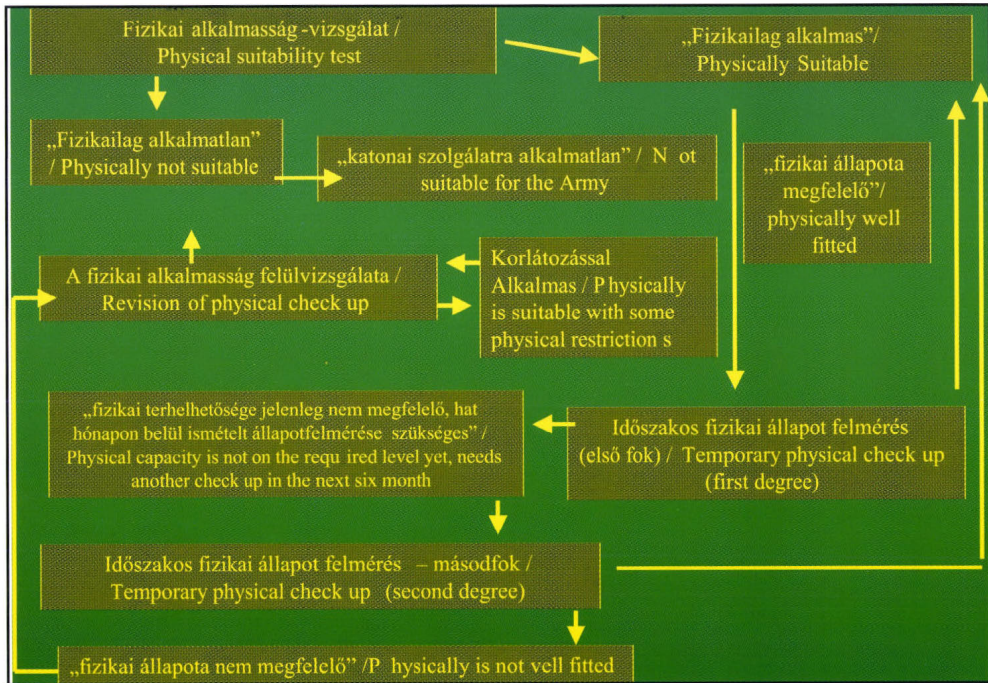 Fizikai alkalmasság-vizsgálat /
Physical suitability test
„Fizikailag alkalmas”/
Physically Suitable
„Fizikailag alkalmatlan”
/ Physically not suitable
„katonai szolgálatra alkalmatlan” / N ot
suitable for the Army
„fizikai állapota
megfelelő”/
physically well
fitted
A fizikai alkalmasság felülvizsgálata /
Revision of physical check up
Korlátozással
Alkalmas / P hysically
is suitable with some
physical restriction s
„fizikai terhelhetősége jelenleg nem megfelelő, hat
hónapon belül ismételt állapotfelmérése szükséges” /
Physical capacity is not on the requ ired level yet, needs
another check up in the next six month
Időszakos fizikai állapot felmérés
(első fok) / Temporary physical check up
(first degree)
Időszakos fizikai állapot felmérés – másodfok /
Temporary physical check up (second degree)
„fizikai állapota nem megfelelő” /P hysically is not vell fitted